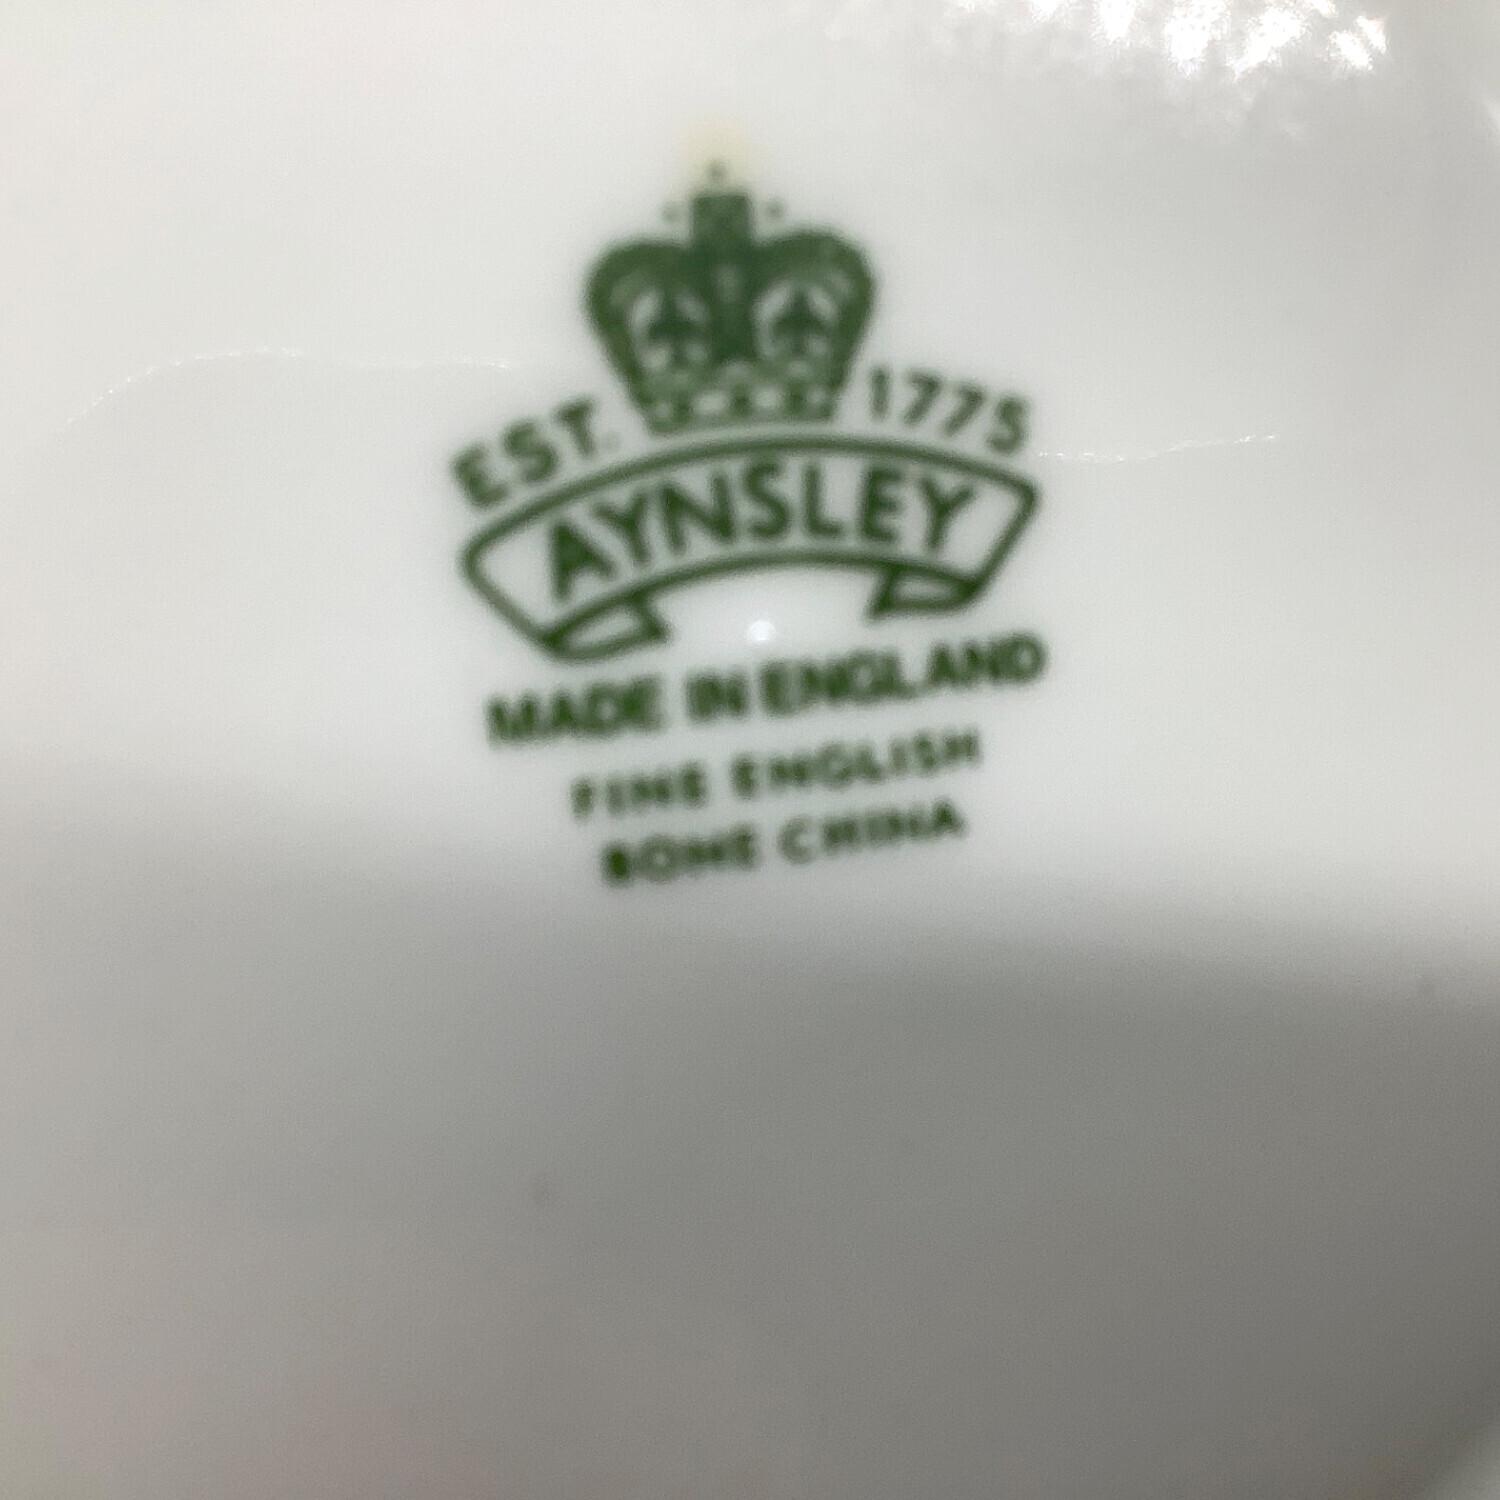 EST. 1775
AYNSLEY
MADE IN ENGLAND
FINE ENGLISH
BONE CHINA